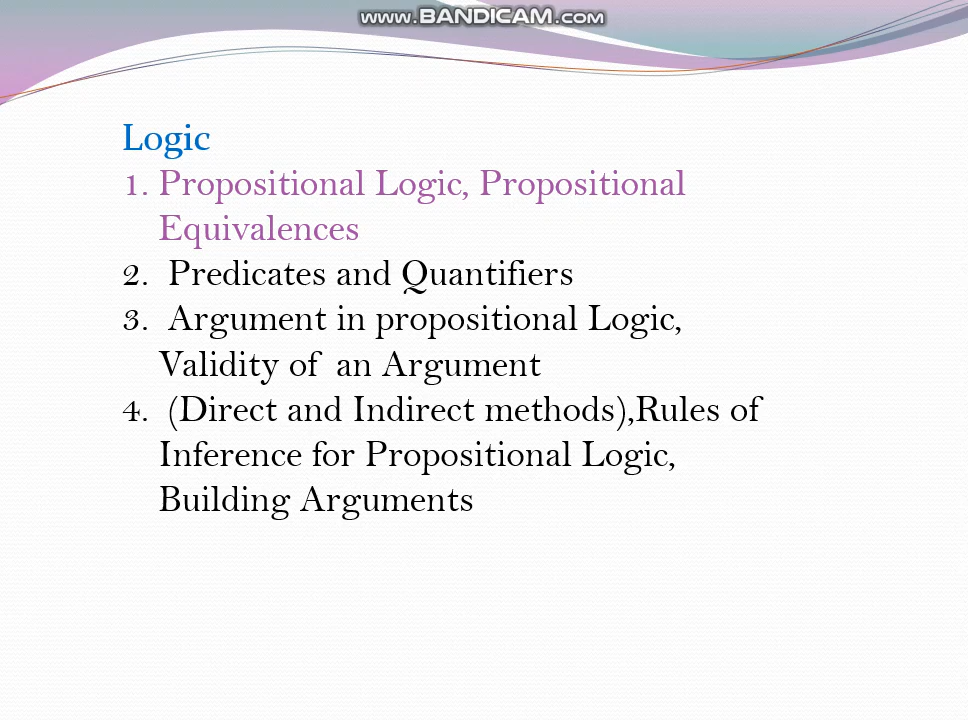 www.BANDICAM.com
Logic
1. Propositional Logic, Propositional
Equivalences
2. Predicates and Quantifiers
3. Argument in propositional Logic,
Validity of an Argument
4. (Direct and Indirect methods),Rules of
Inference for Propositional Logic,
Building Arguments